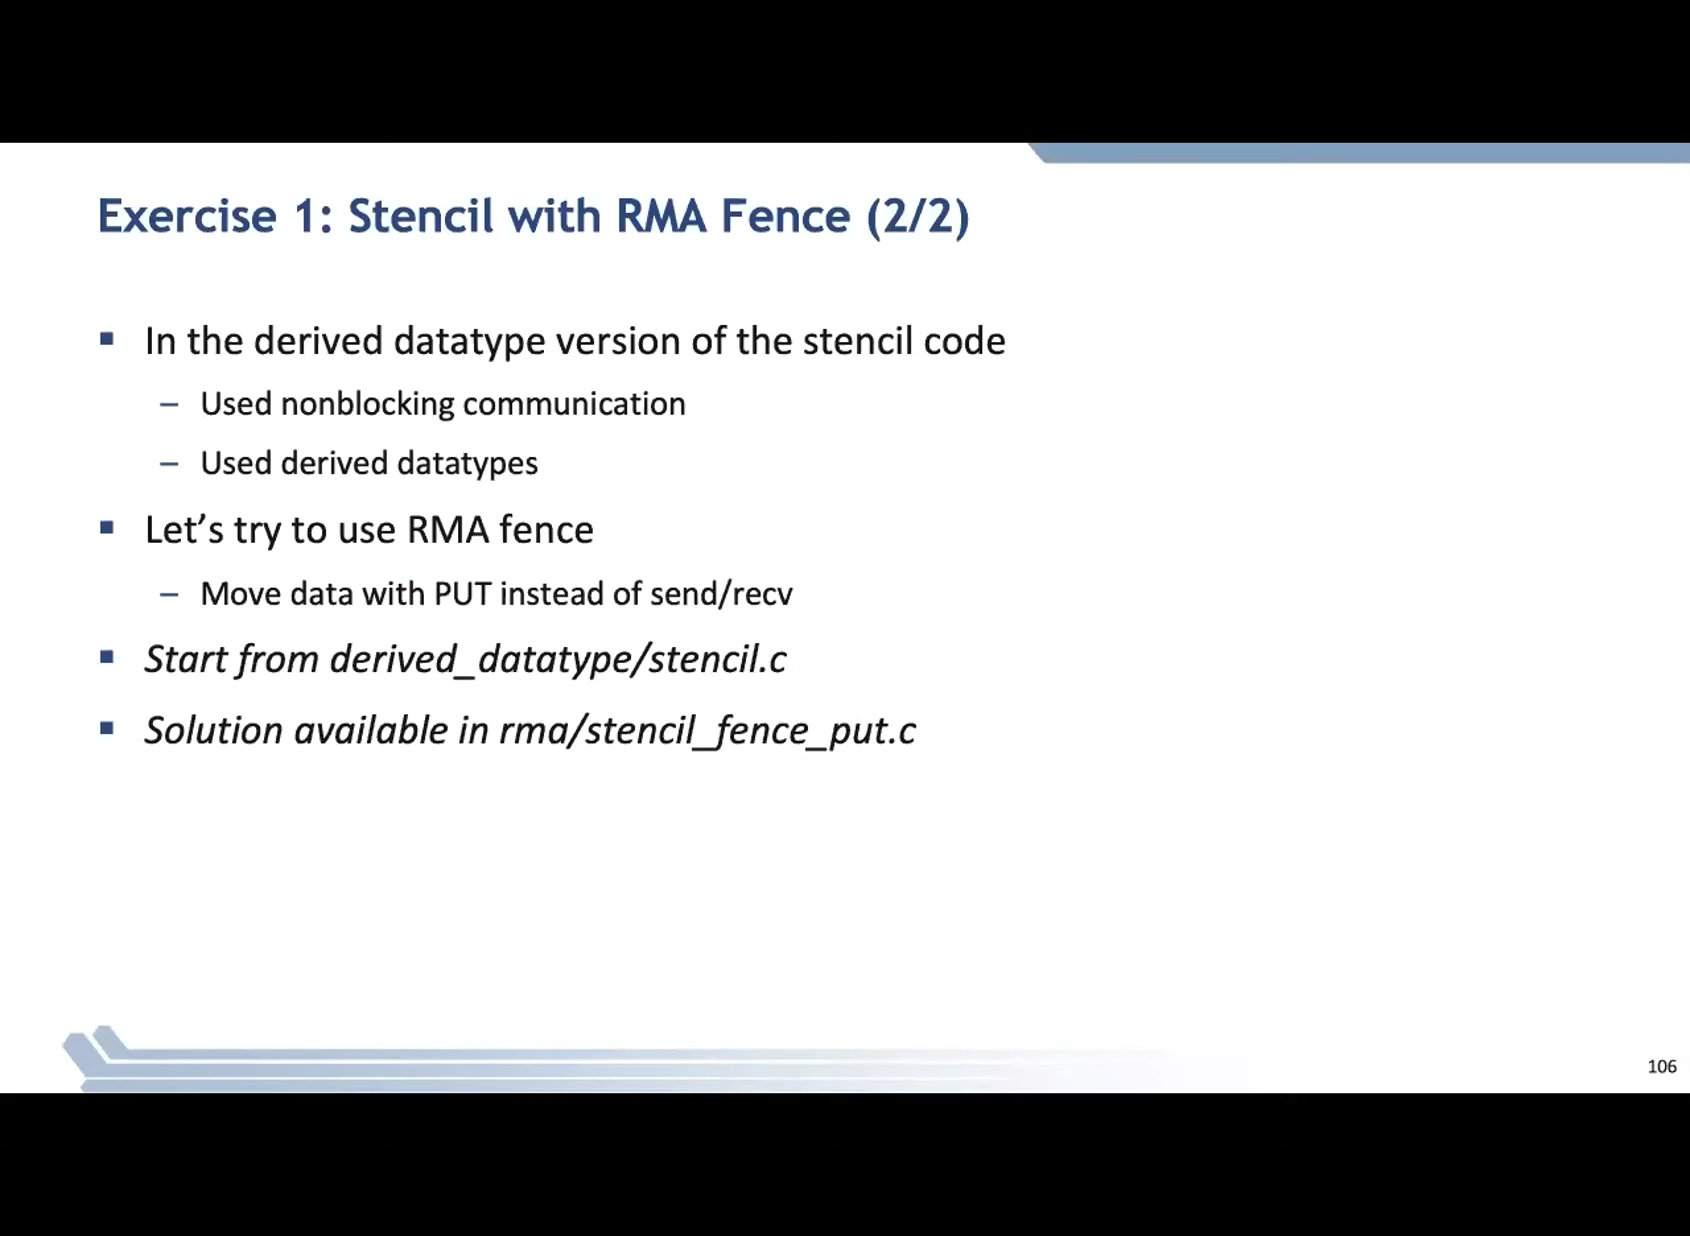 Exercise 1: Stencil with RMA Fence (2/2)
▪ In the derived datatype version of the stencil code
– Used nonblocking communication
– Used derived datatypes
▪ Let’s try to use RMA fence
– Move data with PUT instead of send/recv
▪ Start from derived_datatype/stencil.c
▪ Solution available in rma/stencil_fence_put.c
106